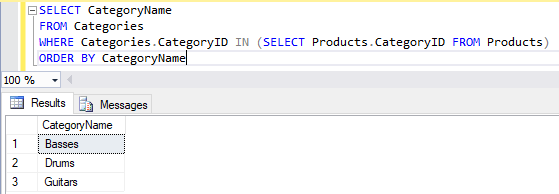 SELECT CategoryName
FROM Categories
WHERE Categories.CategoryID IN (SELECT Products.CategoryID FROM Products)
ORDER BY CategoryName
100 %
Results Messages
CategoryName
1 Basses
2 Drums
3 Guitars